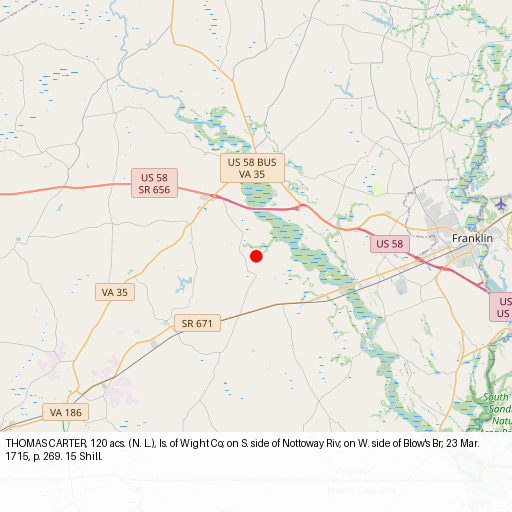 US 58 BUS
VA 35
US 58
SR 656
US 58
Franklin
VA 35
US
US
SR 671
South
Sand
Natu
VA 186
THOMAS CARTER, 120 acs. (N. L.), Is. of Wight Co; on S. side of Nottoway Riv; on W. side of Blow's Br; 23 Mar.
1715, p. 269. 15 Shill.
Virginia
North Carolina